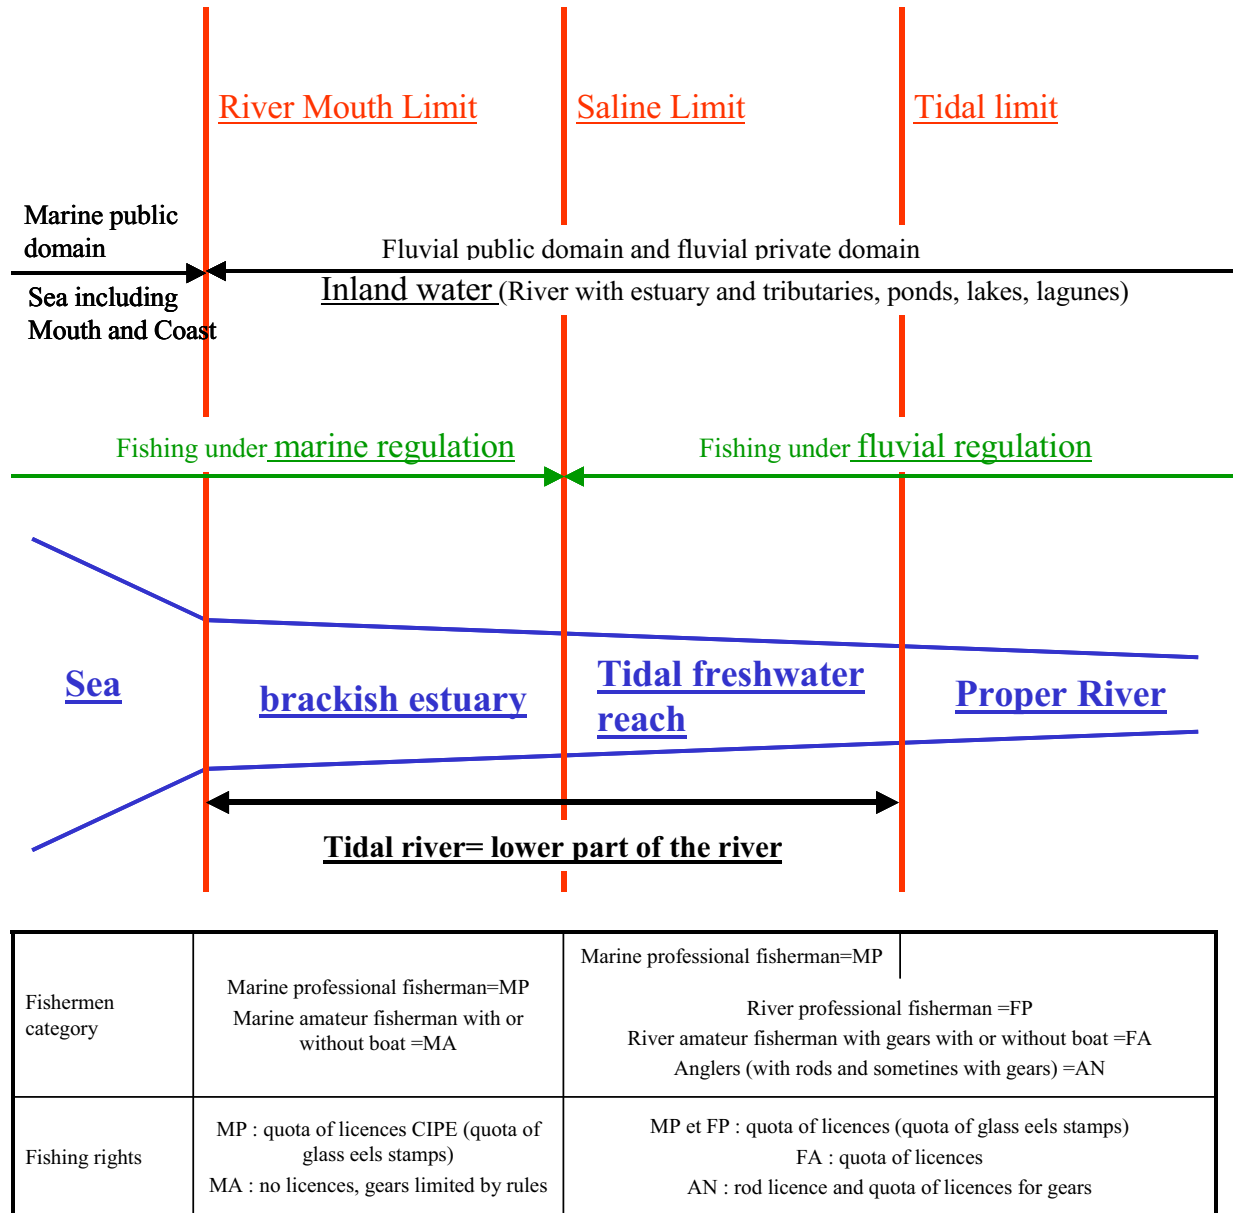 River Mouth Limit
Saline Limit
Tidal limit
Marine public
domain
Fluvial public domain and fluvial private domain
Sea including
Mouth and Coast
Inland water (River with estuary and tributaries, ponds, lakes, lagunes)
Fishing under marine regulation
Fishing under fluvial regulation
Sea
brackish estuary
Tidal freshwater
reach
Proper River
Tidal river= lower part of the river
Fishermen
category
Marine professional fisherman=MP
Marine amateur fisherman with or
without boat =MA
Marine professional fisherman=MP
River professional fisherman =FP
River amateur fisherman with gears with or without boat =FA
Anglers (with rods and sometines with gears) =AN
Fishing rights
MP : quota of licences CIPE (quota of
glass eels stamps)
MA : no licences, gears limited by rules
MP et FP : quota of licences (quota of glass eels stamps)
FA : quota of licences
AN : rod licence and quota of licences for gears